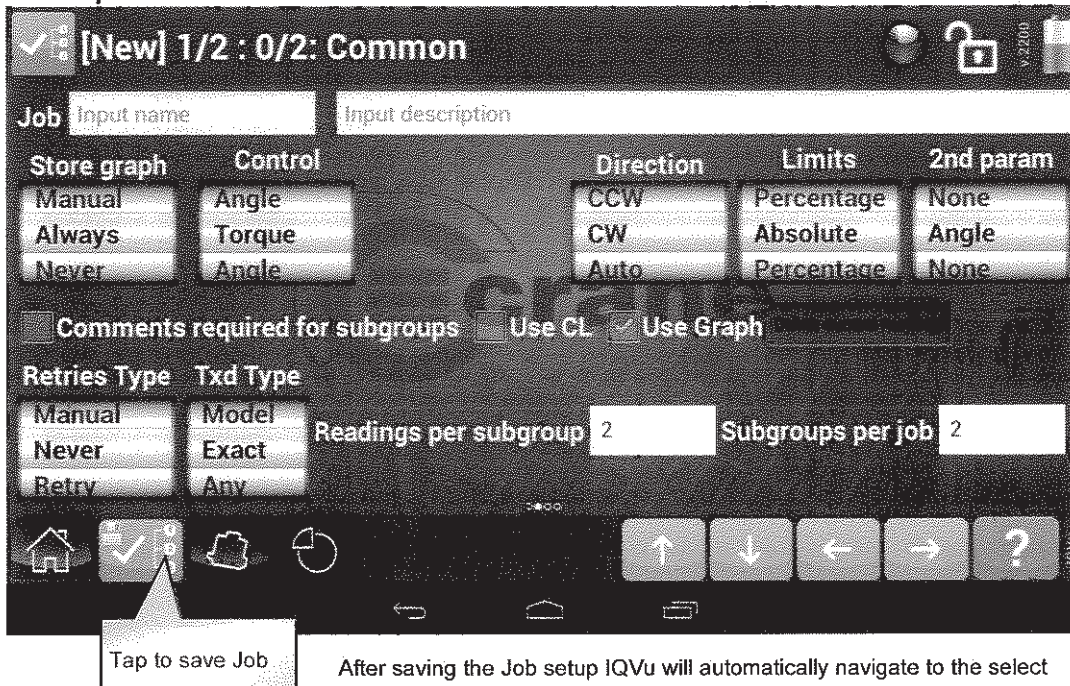 [New] 1/2 : 0/2: Common
v.2200
Job Input name Input description
Store graph Control Direction Limits 2nd param
Manual Angle CCW Percentage None
Always Torque CW Absolute Angle
Never Angle Auto Percentage None
Comments required for subgroups Use CL Use Graph
Retries Type Txd Type
Manual Model
Never Exact Readings per subgroup 2 Subgroups per job 2
Retry Any
?
Tap to save Job
After saving the Job setup IQVu will automatically navigate to the select